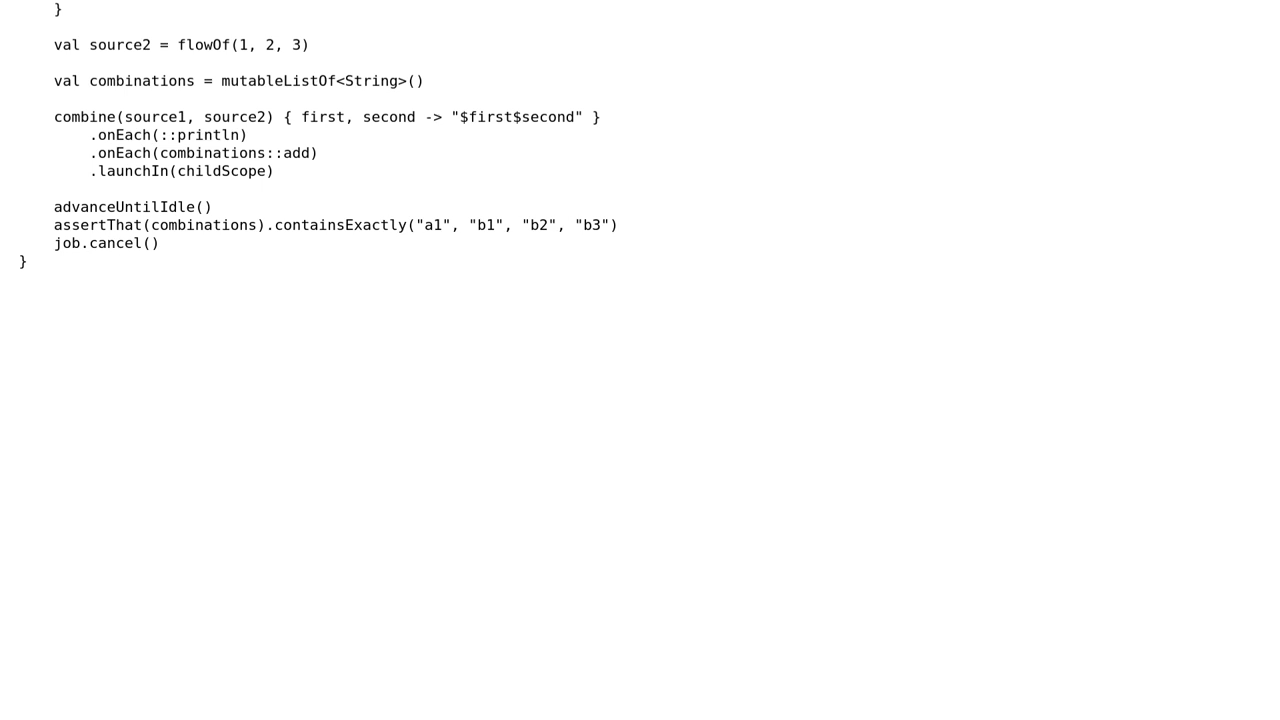 }
val source2 = flowOf(1, 2, 3)
val combinations = mutableListOf<String>()
combine(source1, source2) { first, second -> "$first$second" }
.onEach(::println)
.onEach(combinations::add)
.launchIn(childScope)
advanceUntilIdle()
assertThat(combinations).containsExactly("a1", "b1", "b2", "b3")
job.cancel()
}